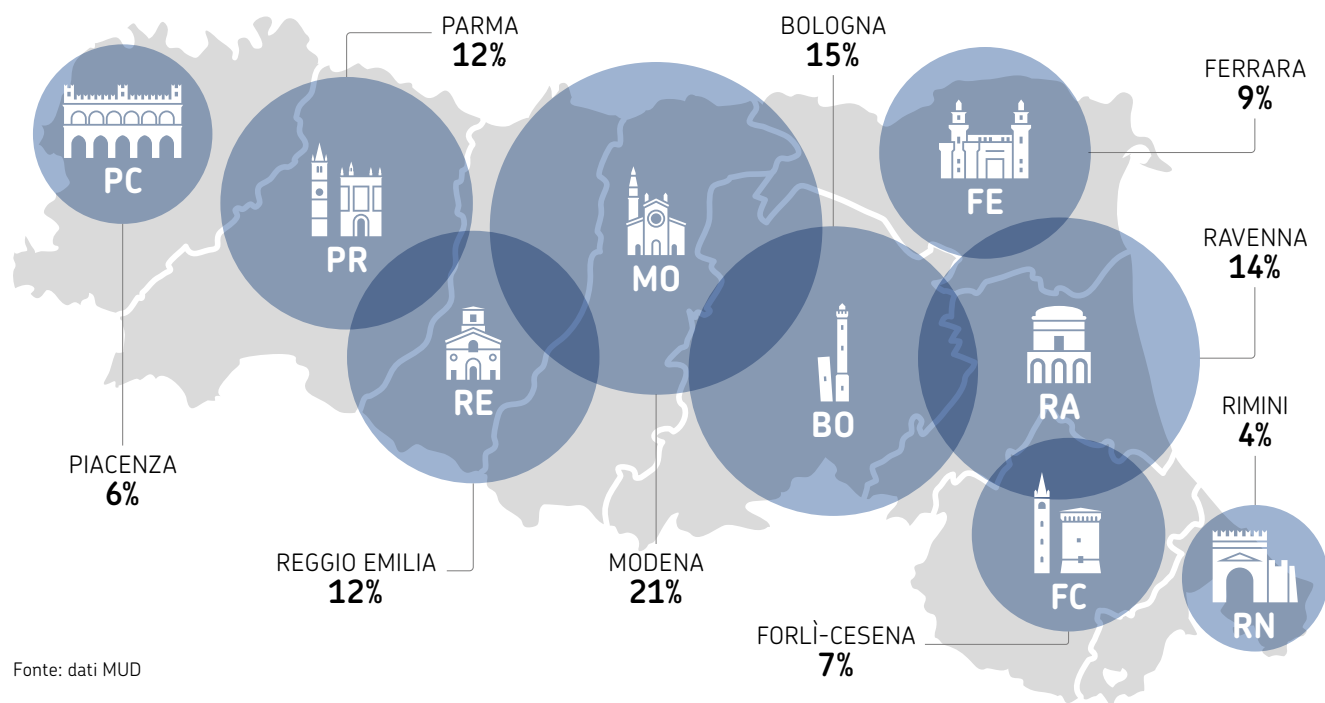 PARMA
12%
BOLOGNA
15%
FERRARA
9%
PC
PR
MO
FE
RAVENNA
14%
RE
BO
RA
RIMINI
4%
PIACENZA
6%
REGGIO EMILIA
12%
MODENA
21%
FC
RN
FORLÌ-CESENA
7%
Fonte: dati MUD